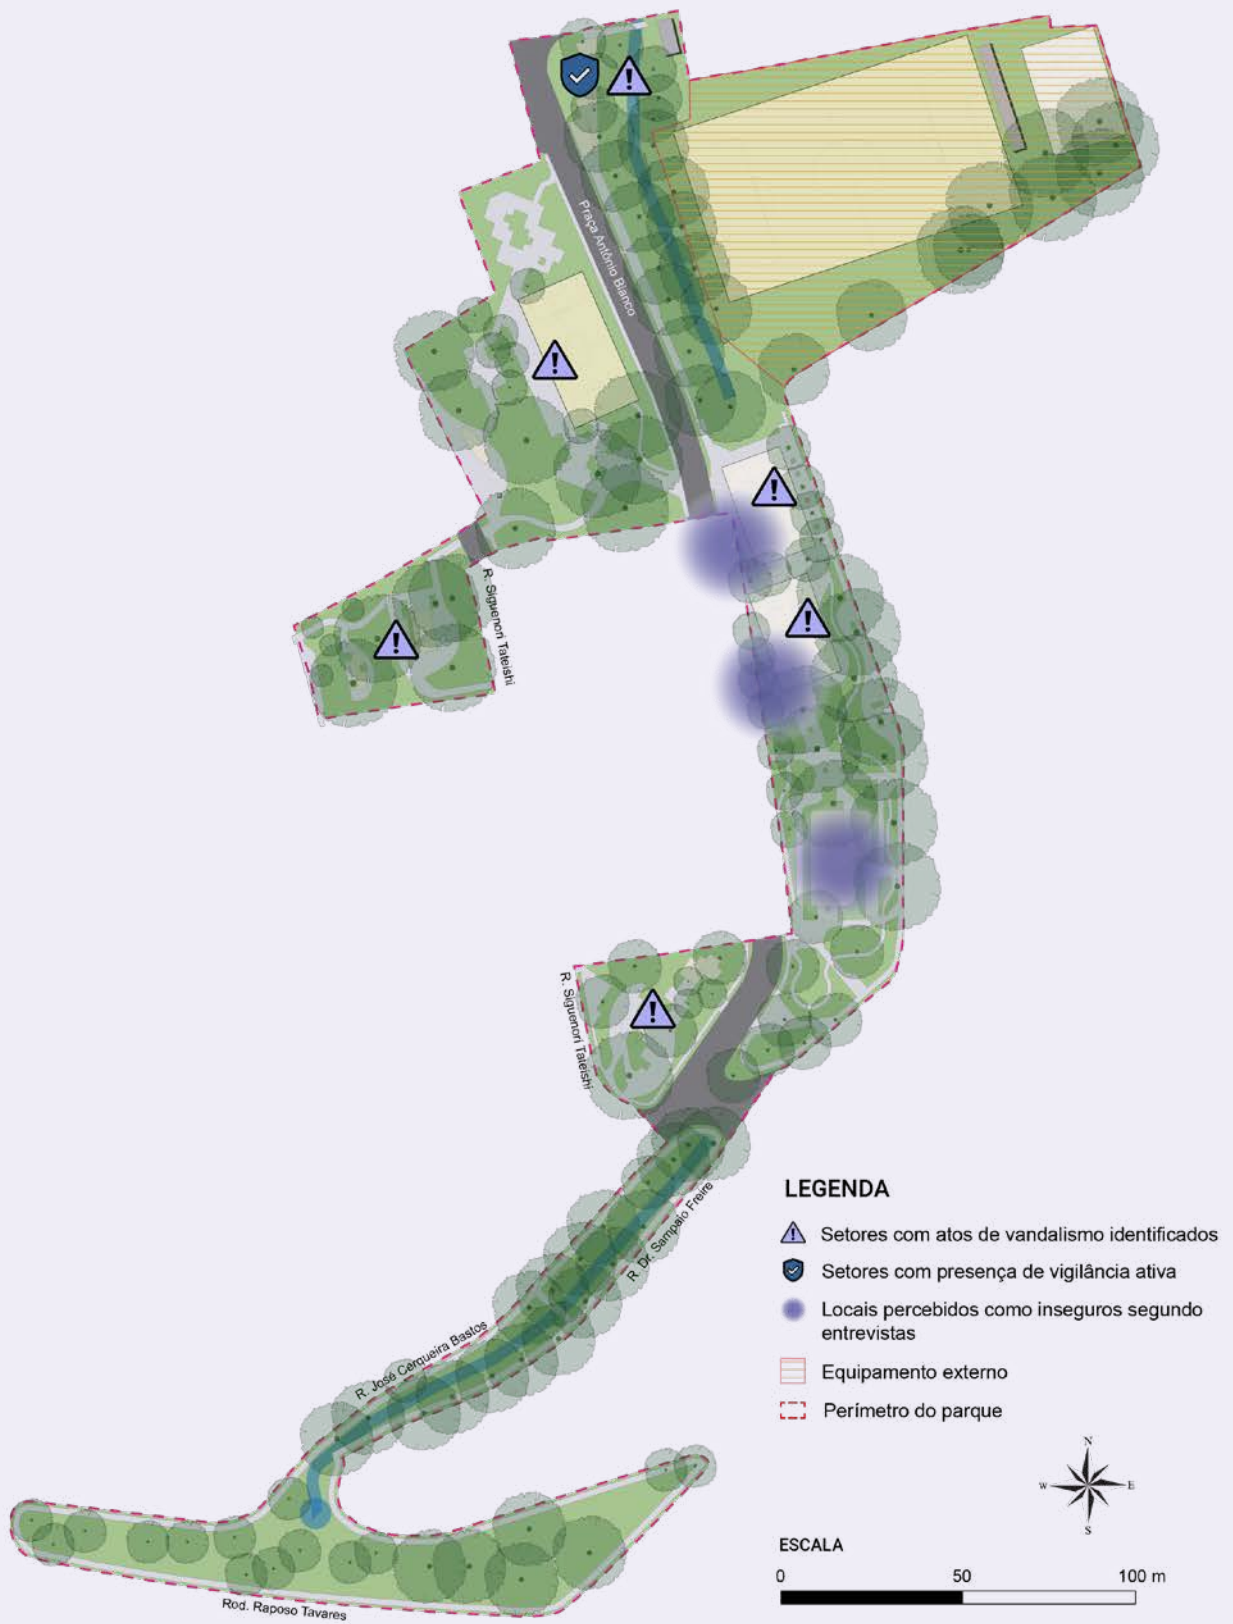 Praça Antônio Bianco
R. Siguenori Tateishi
R. Siguenori Tateishi
R. Dr. Sampaio Freire
R. José Cerqueira Bastos
Rod. Raposo Tavares
LEGENDA
Setores com atos de vandalismo identificados
Setores com presença de vigilância ativa
Locais percebidos como inseguros segundo
entrevistas
Equipamento externo
Perímetro do parque
N
W E
S
ESCALA
0 50 100 m